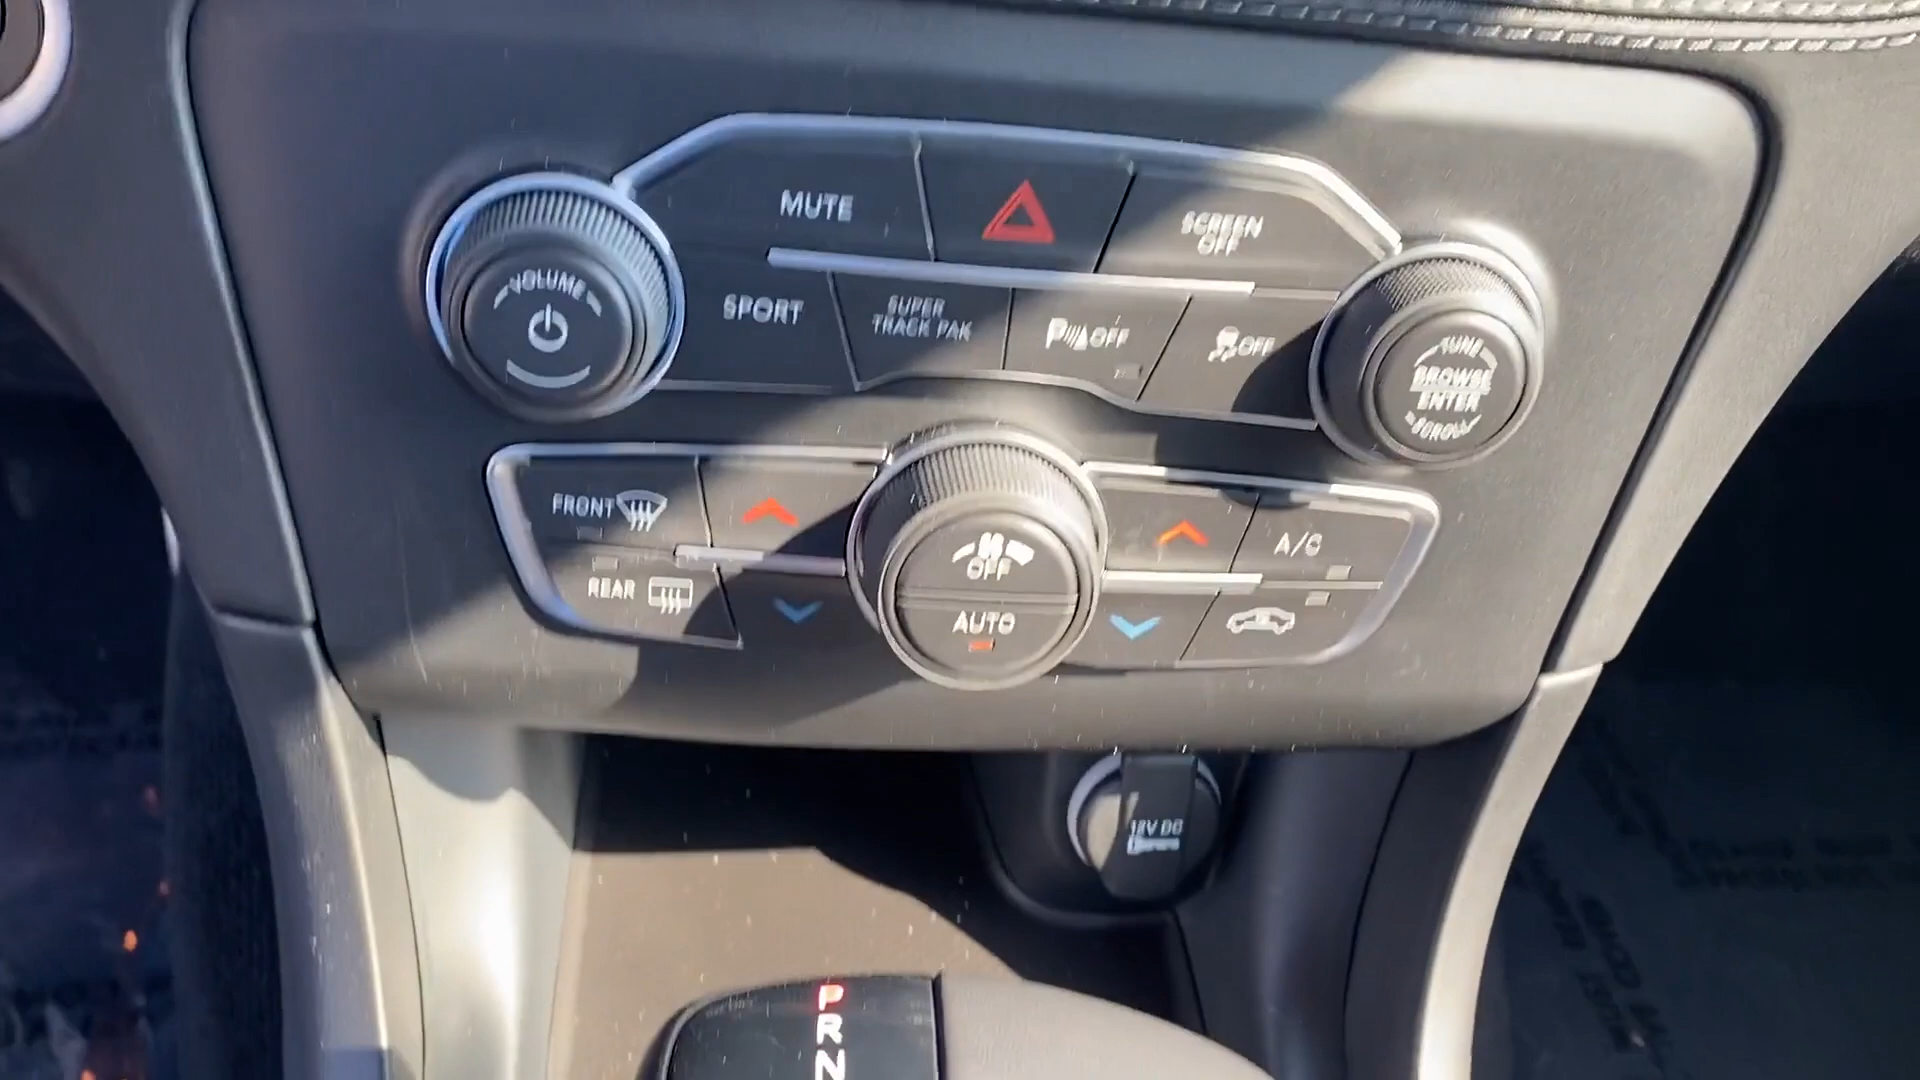 MUTE
SCREEN
OFF
VOLUME
SPORT
SUPER
TRACK PAK
P OFF
OFF
TUNE
BROWSE
ENTER
SCROLL
FRONT
A/C
OFF
REAR
AUTO
12V DC
P
R
N